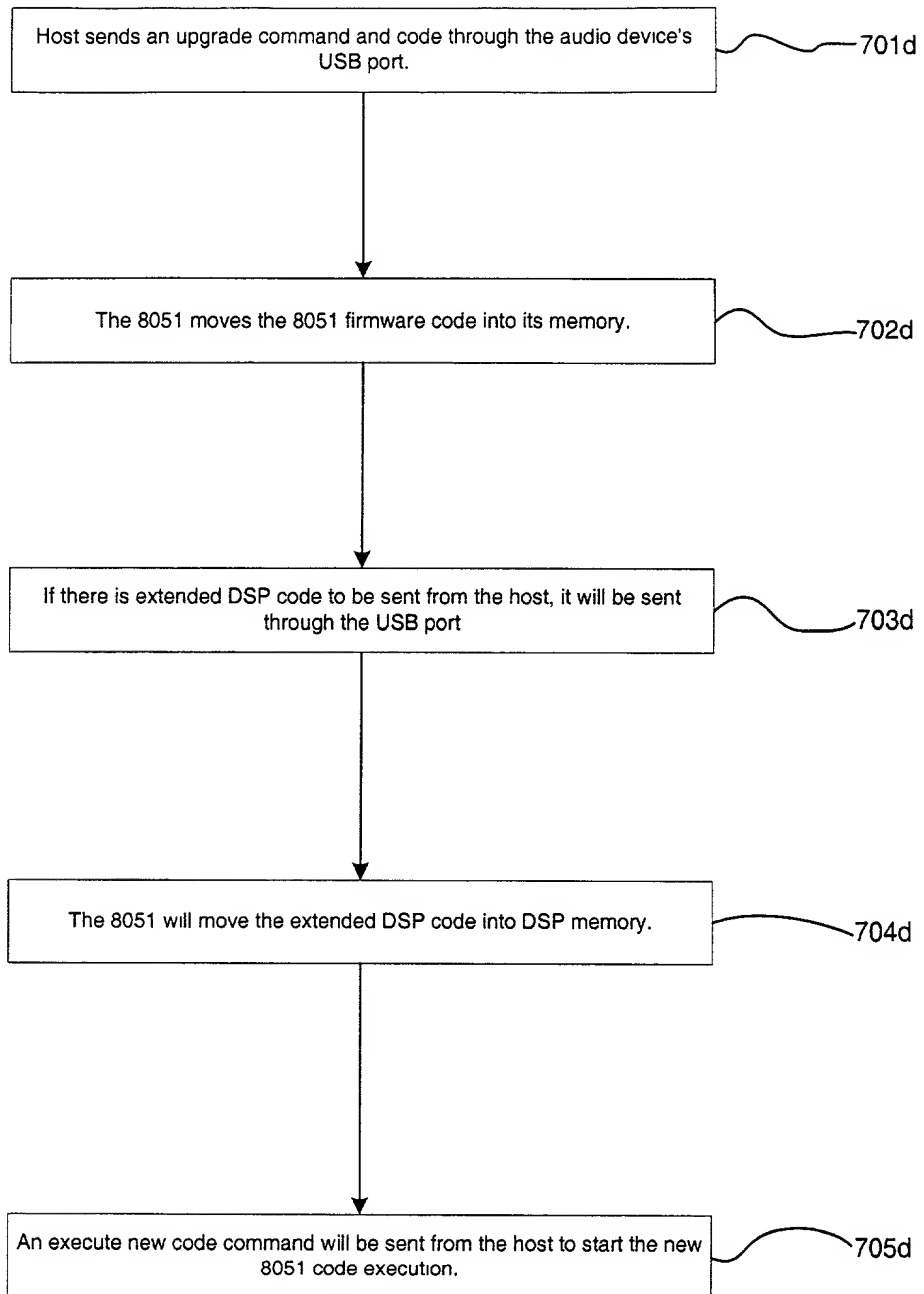 Host sends an upgrade command and code through the audio device's
USB port.
701d
The 8051 moves the 8051 firmware code into its memory.
702d
If there is extended DSP code to be sent from the host, it will be sent
through the USB port
703d
The 8051 will move the extended DSP code into DSP memory.
704d
An execute new code command will be sent from the host to start the new
8051 code execution.
705d